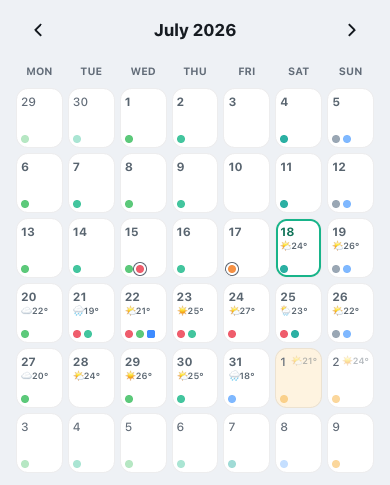 July 2026
MON TUE WED THU FRI SAT SUN
29 30 1 2 3 4 5
6 7 8 9 10 11 12
13 14 15 16 17 18 19
24° 26°
20 21 22 23 24 25 26
22° 19° 21° 25° 27° 23° 22°
27 28 29 30 31 1 21° 2 24°
20° 24° 26° 25° 18°
3 4 5 6 7 8 9